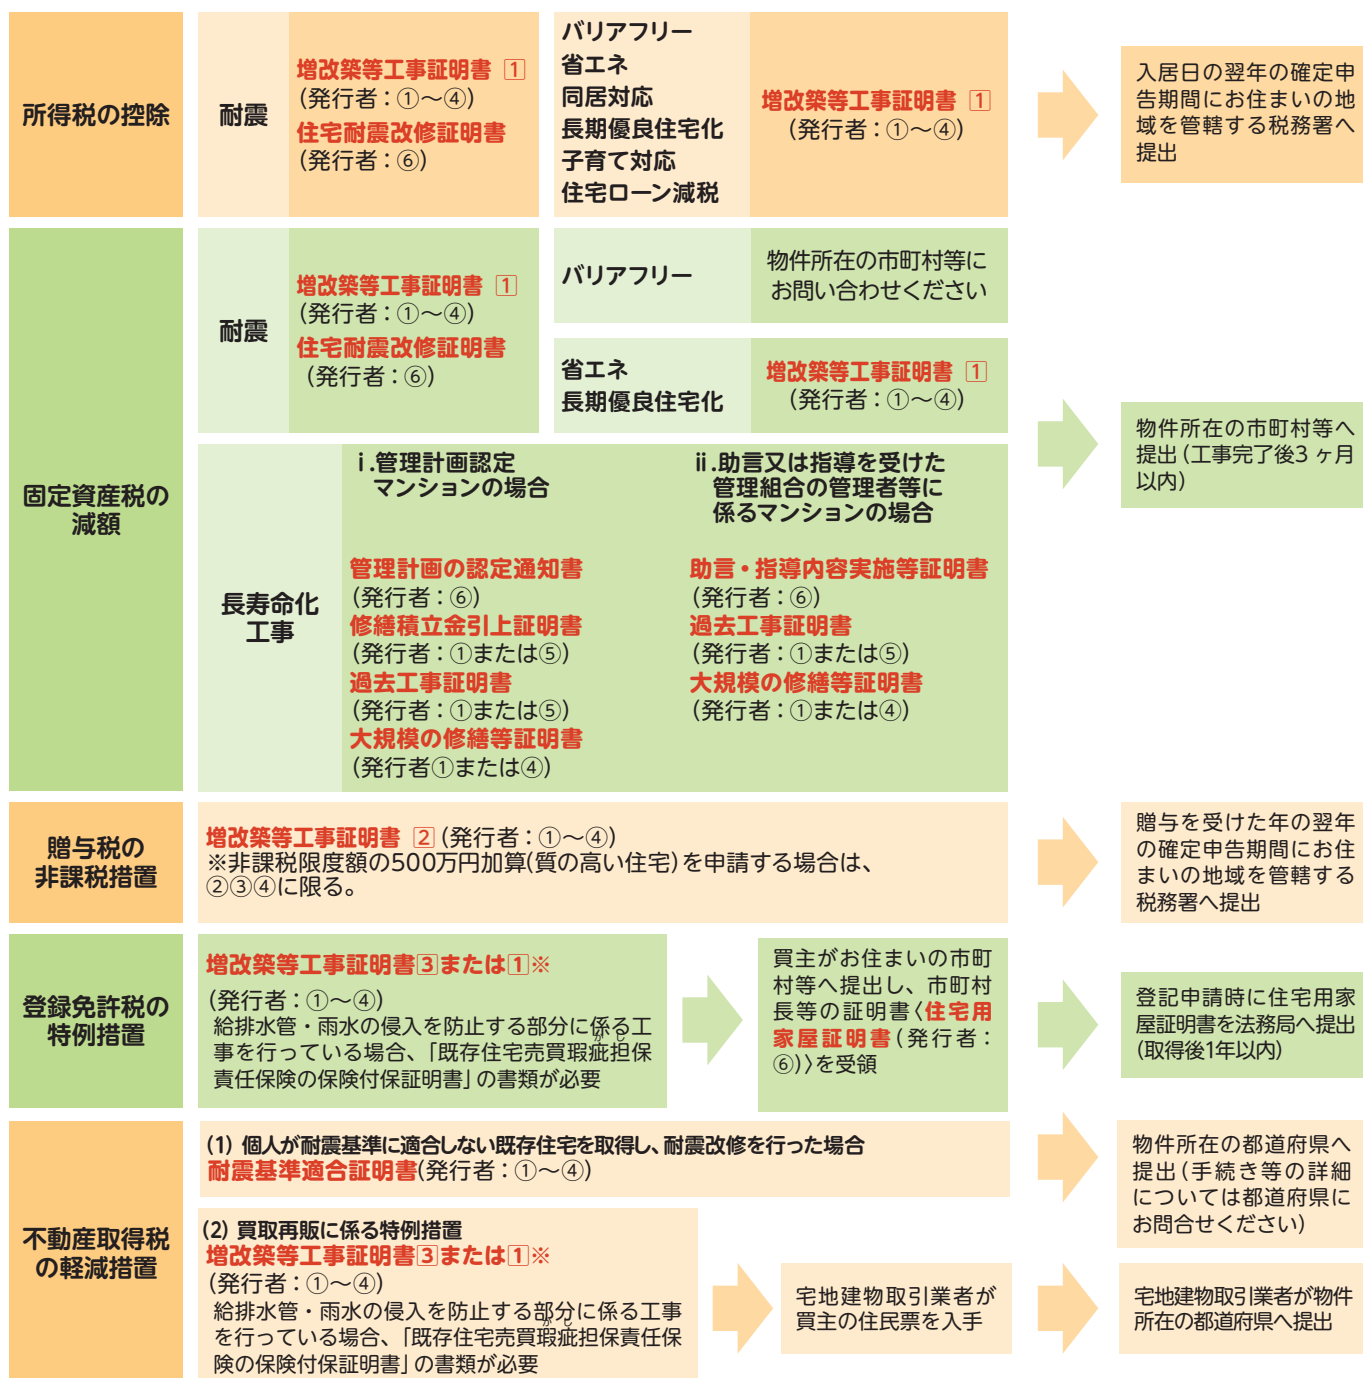 所得税の控除
耐震
増改築等工事証明書 1
(発行者：①～④)
住宅耐震改修証明書
(発行者：⑥)
バリアフリー
省エネ
同居対応
長期優良住宅化
子育て対応
住宅ローン減税
増改築等工事証明書 1
(発行者：①～④)
入居日の翌年の確定申
告期間にお住まいの地
域を管轄する税務署へ
提出
固定資産税の
減額
耐震
増改築等工事証明書 1
(発行者：①～④)
住宅耐震改修証明書
(発行者：⑥)
バリアフリー
物件所在の市町村等に
お問い合わせください
省エネ
長期優良住宅化
増改築等工事証明書 1
(発行者：①～④)
長寿命化
工事
ⅰ.管理計画認定
マンションの場合
管理計画の認定通知書
(発行者：⑥)
修繕積立金引上証明書
(発行者：①または⑤)
過去工事証明書
(発行者：①または⑤)
大規模の修繕等証明書
(発行者①または④)
ⅱ.助言又は指導を受けた
管理組合の管理者等に
係るマンションの場合
助言・指導内容実施等証明書
(発行者：⑥)
過去工事証明書
(発行者：①または⑤)
大規模の修繕等証明書
(発行者：①または④)
物件所在の市町村等へ
提出(工事完了後3ヶ月
以内)
贈与税の
非課税措置
増改築等工事証明書 2(発行者：①～④)
※非課税限度額の500万円加算(質の高い住宅)を申請する場合は、
②③④に限る。
贈与を受けた年の翌年
の確定申告期間にお住
まいの地域を管轄する
税務署へ提出
登録免許税の
特例措置
増改築等工事証明書3または1※
(発行者：①～④)
給排水管・雨水の侵入を防止する部分に係る工
事を行っている場合、「既存住宅売買瑕疵担保
かし
責任保険の保険付保証明書」の書類が必要
買主がお住まいの市町
村等へ提出し、市町村
長等の証明書〈住宅用
家屋証明書(発行者：
⑥)〉を受領
登記申請時に住宅用家
屋証明書を法務局へ提出
(取得後1年以内)
不動産取得税
の軽減措置
(1) 個人が耐震基準に適合しない既存住宅を取得し、耐震改修を行った場合
耐震基準適合証明書(発行者：①～④)
物件所在の都道府県へ
提出(手続き等の詳細
については都道府県に
お問合せください)
(2) 買取再販に係る特例措置
増改築等工事証明書3または1※
(発行者：①～④)
給排水管・雨水の侵入を防止する部分に係る工事
を行っている場合、「既存住宅売買瑕疵担保責任保
かし
険の保険付保証明書」の書類が必要
宅地建物取引業者が
買主の住民票を入手
宅地建物取引業者が物件
所在の都道府県へ提出